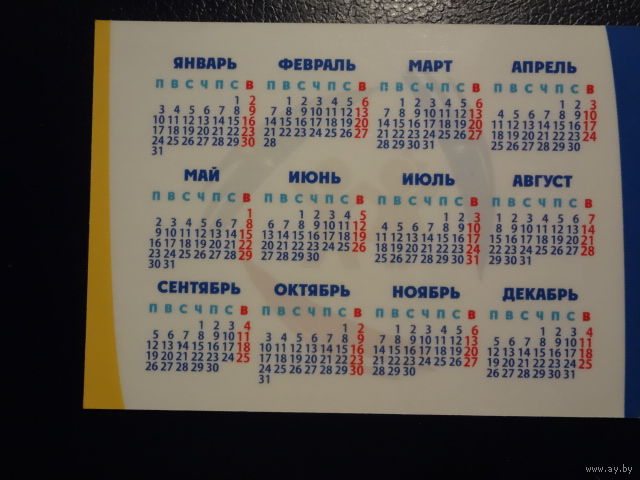 ЯНВАРЬ ФЕВРАЛЬ МАРТ АПРЕЛЬ
П В С Ч П С В П В С Ч П С В П В С Ч П С В П В С Ч П С В
1 2 1 2 3 4 5 6 1 2 3 4 5 6 1 2 3
3 4 5 6 7 8 9 7 8 9 10 11 12 13 7 8 9 10 11 12 13 4 5 6 7 8 9 10
10 11 12 13 14 15 16 14 15 16 17 18 19 20 14 15 16 17 18 19 20 11 12 13 14 15 16 17
17 18 19 20 21 22 23 21 22 23 24 25 26 27 21 22 23 24 25 26 27 18 19 20 21 22 23 24
24 25 26 27 28 29 30 28 28 29 30 31 25 26 27 28 29 30
31
МАЙ ИЮНЬ ИЮЛЬ АВГУСТ
П В С Ч П С В П В С Ч П С В П В С Ч П С В П В С Ч П С В
1 1 2 3 4 5 1 2 3 1 2 3 4 5 6 7
2 3 4 5 6 7 8 6 7 8 9 10 11 12 4 5 6 7 8 9 10 8 9 10 11 12 13 14
9 10 11 12 13 14 15 13 14 15 16 17 18 19 11 12 13 14 15 16 17 15 16 17 18 19 20 21
16 17 18 19 20 21 22 20 21 22 23 24 25 26 18 19 20 21 22 23 24 22 23 24 25 26 27 28
23 24 25 26 27 28 29 27 28 29 30 25 26 27 28 29 30 31 29 30 31
30 31
СЕНТЯБРЬ ОКТЯБРЬ НОЯБРЬ ДЕКАБРЬ
П В С Ч П С В П В С Ч П С В П В С Ч П С В П В С Ч П С В
1 2 3 4 1 2 1 2 3 4 5 6 1 2 3 4
5 6 7 8 9 10 11 3 4 5 6 7 8 9 7 8 9 10 11 12 13 5 6 7 8 9 10 11
12 13 14 15 16 17 18 10 11 12 13 14 15 16 14 15 16 17 18 19 20 12 13 14 15 16 17 18
19 20 21 22 23 24 25 17 18 19 20 21 22 23 21 22 23 24 25 26 27 19 20 21 22 23 24 25
26 27 28 29 30 24 25 26 27 28 29 30 28 29 30 26 27 28 29 30 31
31
www.ay.by